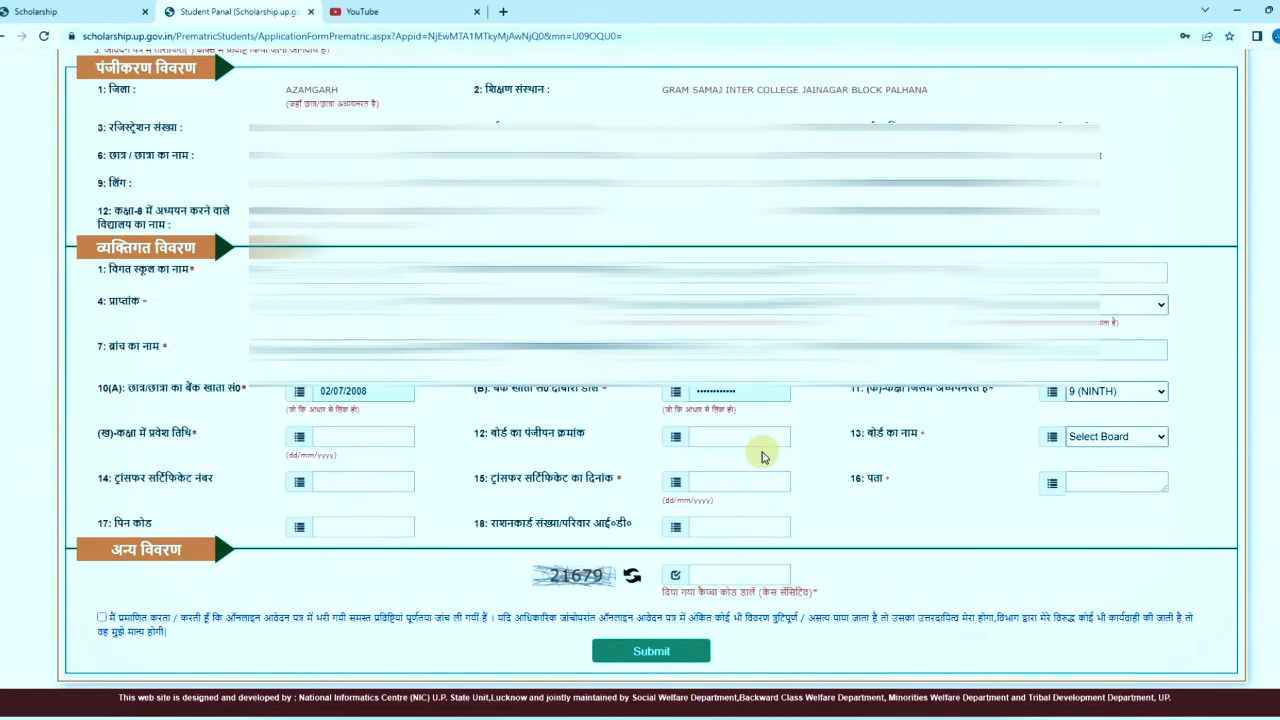 Scholarship
Student Panal (Scholarship.up.g
YouTube
scholarship.up.gov.in/PrematricStudents/ApplicationFormPrematric.aspx?Appid=NjEwMTA1MTkyMjAwNjQ0&mn=U09OQU0=
पंजीकरण विवरण
1: जिला : AZAMGARH 2: शिक्षण संस्थान : GRAM SAMAJ INTER COLLEGE JAINAGAR BLOCK PALHANA
(जहाँ छात्र/छात्रा अध्ययनरत है)
3: रजिस्ट्रेशन संख्या :
6: छात्र / छात्रा का नाम :
9: लिंग :
12: कक्षा-8 में अध्ययन करने वाले
विद्यालय का नाम :
व्यक्तिगत विवरण
1: विगत स्कूल का नाम*
4: प्राप्तांक *
7: ब्रांच का नाम *
10(A): छात्र/छात्रा का बैंक खाता सं0* 02/07/2008 (B): बैंक खाता सं0 दोबारा डालें * •••••••••••• 11: (क)-कक्षा जिसमें अध्ययनरत है* 9 (NINTH)
(जो कि आधार से लिंक हो) (जो कि आधार से लिंक हो)
(ख)-कक्षा में प्रवेश तिथि* 12: बोर्ड का पंजीयन क्रमांक 13: बोर्ड का नाम * Select Board
(dd/mm/yyyy)
14: ट्रांसफर सर्टिफिकेट नंबर 15: ट्रांसफर सर्टिफिकेट का दिनांक * 16: पता *
(dd/mm/yyyy)
17: पिन कोड 18: राशनकार्ड संख्या/परिवार आई०डी०
अन्य विवरण
21679
दिया गया कैप्चा कोड डालें (केस सेंसिटिव)*
मैं प्रमाणित करता / करती हूँ कि ऑनलाइन आवेदन पत्र में भरी गयी समस्त प्रविष्टियां पूर्णतया जांच ली गयीं हैं । यदि आधिकारिक जांचोपरांत ऑनलाइन आवेदन पत्र में अंकित कोई भी विवरण त्रुटिपूर्ण / असत्य पाया जाता है तो उसका उत्तरदायित्व मेरा होगा,विभाग द्वारा मेरे विरुद्ध कोई भी कार्यवाही की जाती है तो
वह मुझे मान्य होगी|
Submit
This web site is designed and developed by : National Informatics Centre (NIC) U.P. State Unit,Lucknow and jointly maintained by Social Welfare Department,Backward Class Welfare Department, Minorities Welfare Department and Tribal Development Department, UP.